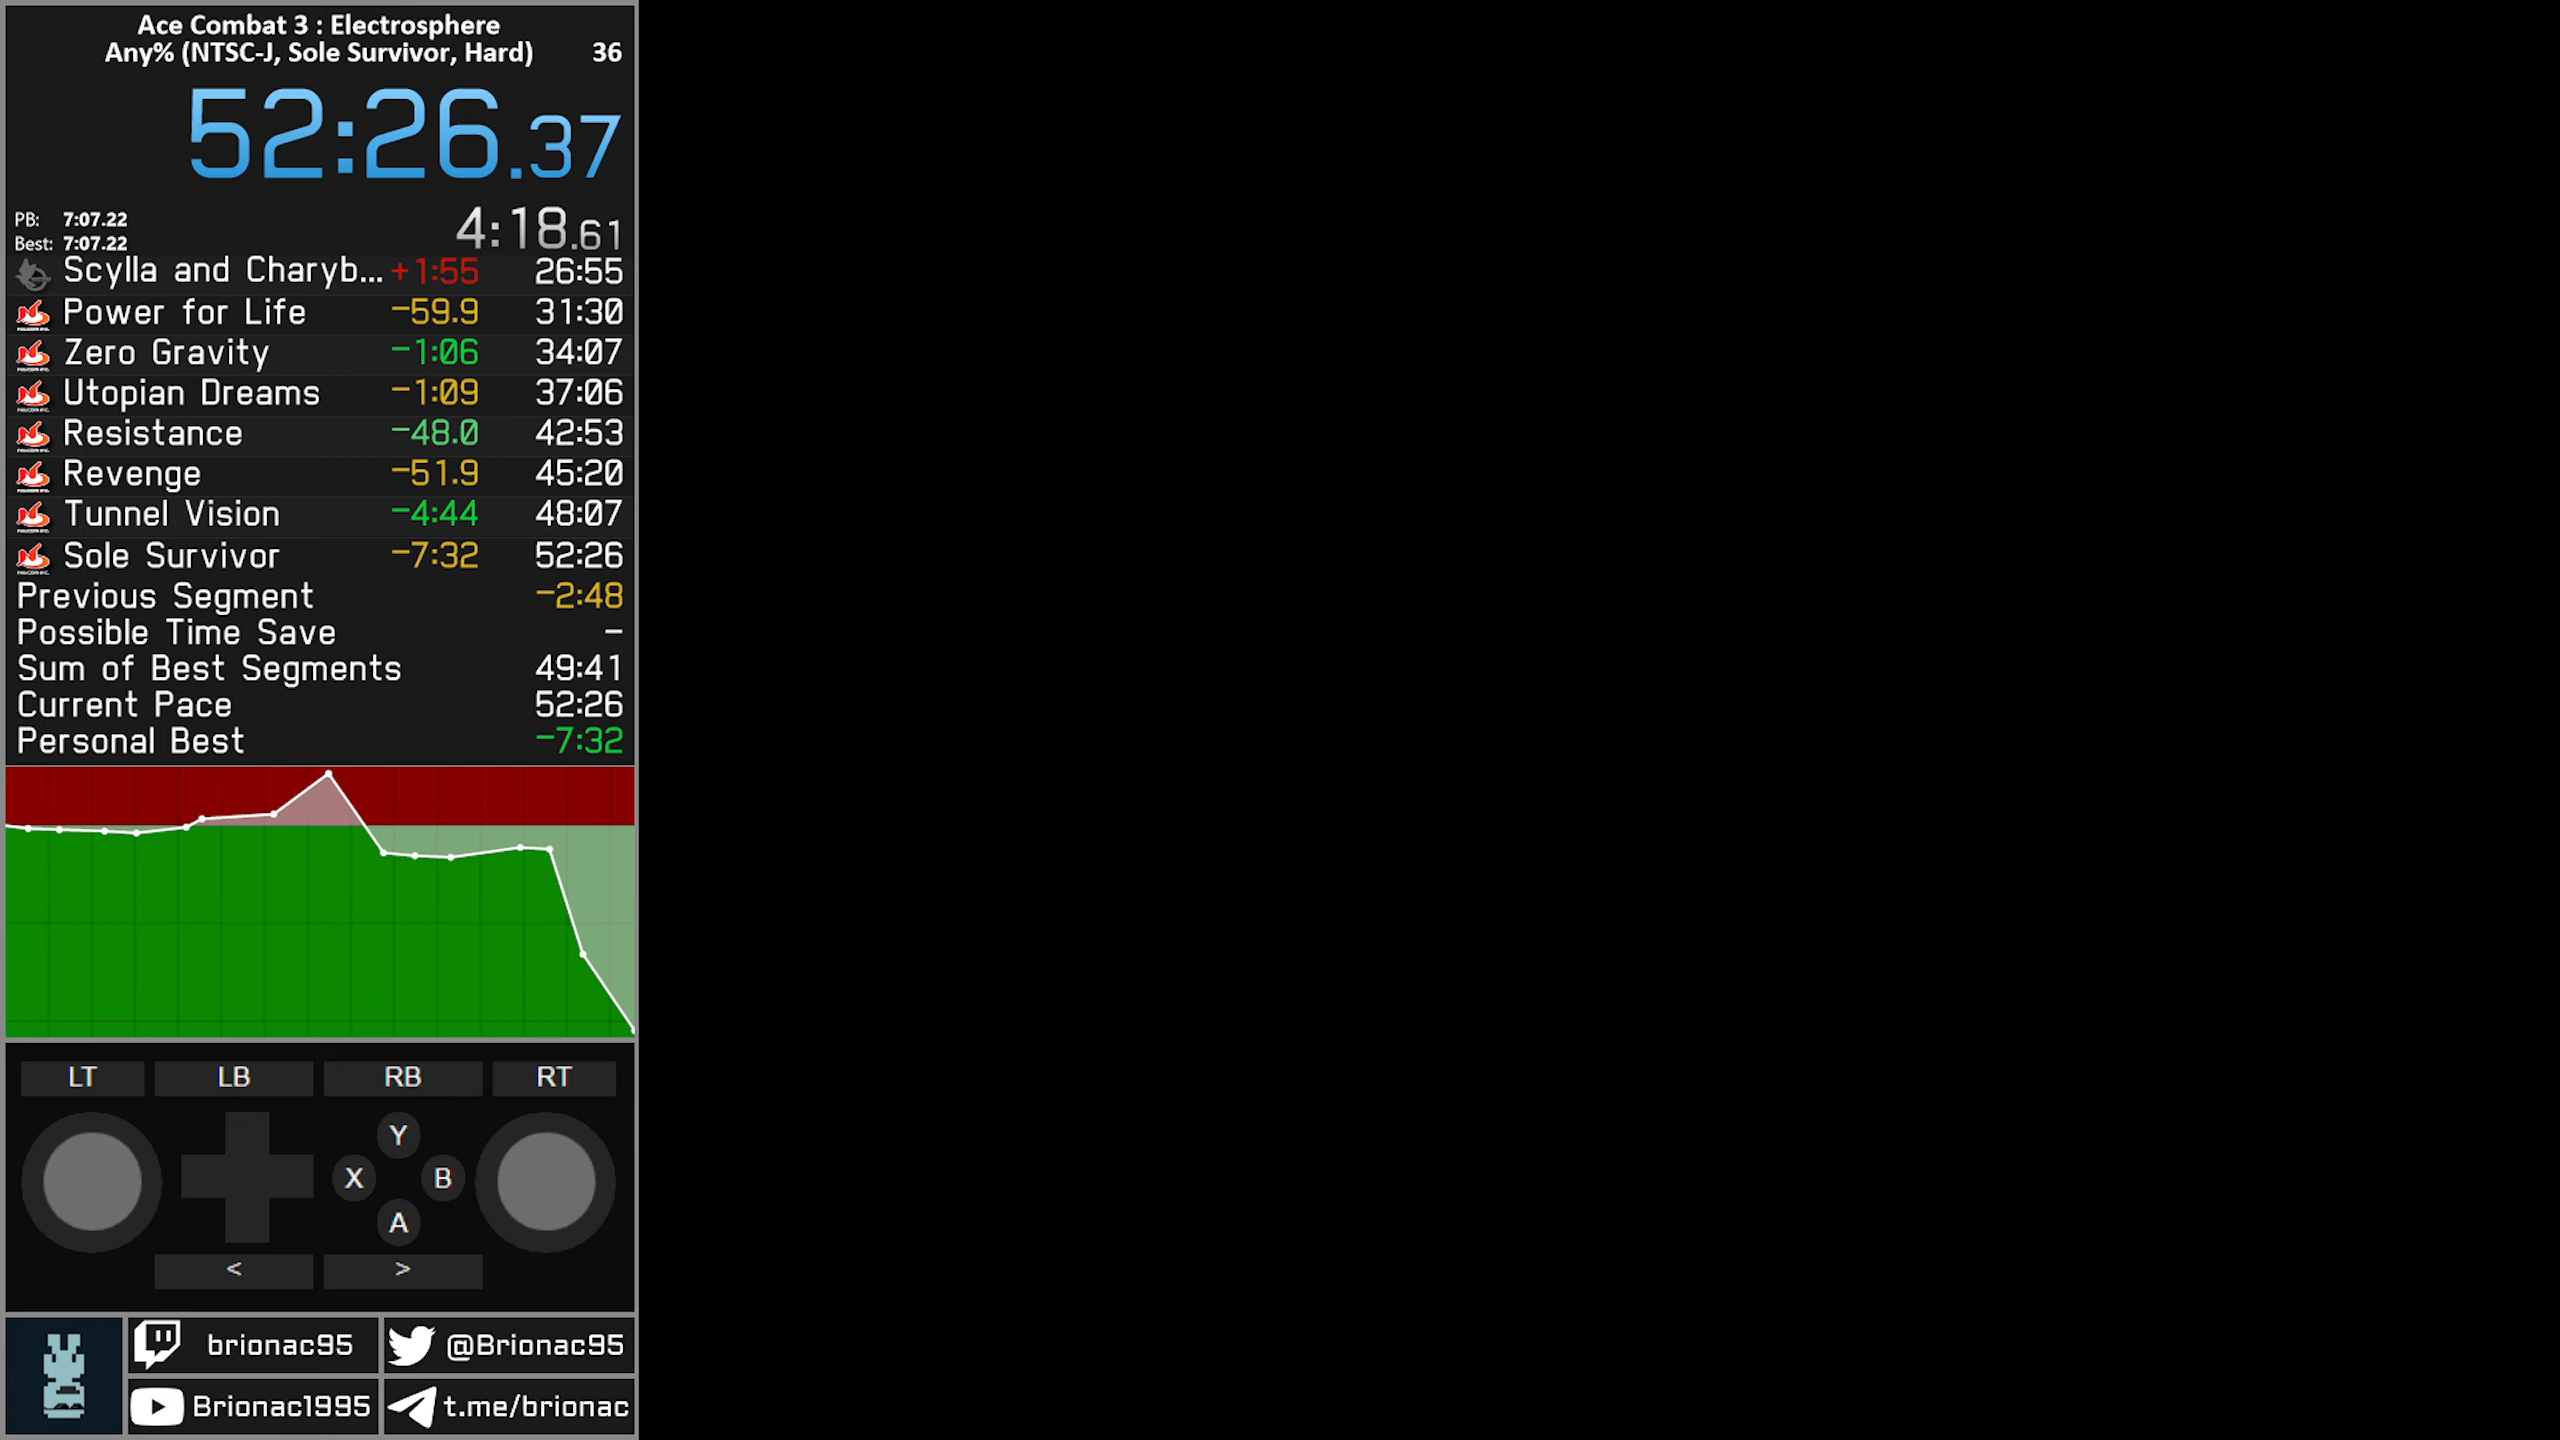 Ace Combat 3 : Electrosphere
Any% (NTSC-J, Sole Survivor, Hard) 36
52:26.37
PB: 7:07.22
4:18.61
Best: 7:07.22
Scylla and Charyb... +1:55 26:55
Power for Life −59.9 31:30
Zero Gravity −1:06 34:07
Utopian Dreams −1:09 37:06
Resistance −48.0 42:53
Revenge −51.9 45:20
Tunnel Vision −4:44 48:07
Sole Survivor −7:32 52:26
Previous Segment −2:48
Possible Time Save −
Sum of Best Segments 49:41
Current Pace 52:26
Personal Best −7:32
LT LB RB RT
Y
X B
A
< >
brionac95 @Brionac95
Brionac1995 t.me/brionac